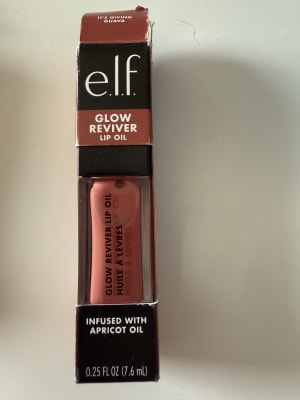 IT'S GIVING
GUAVA
e.l.f.
GLOW
REVIVER
LIP OIL
GLOW REVIVER LIP OIL
HUILE À LÈVRES
INFUSED WITH
APRICOT OIL
0.25 FL OZ (7.6 mL)